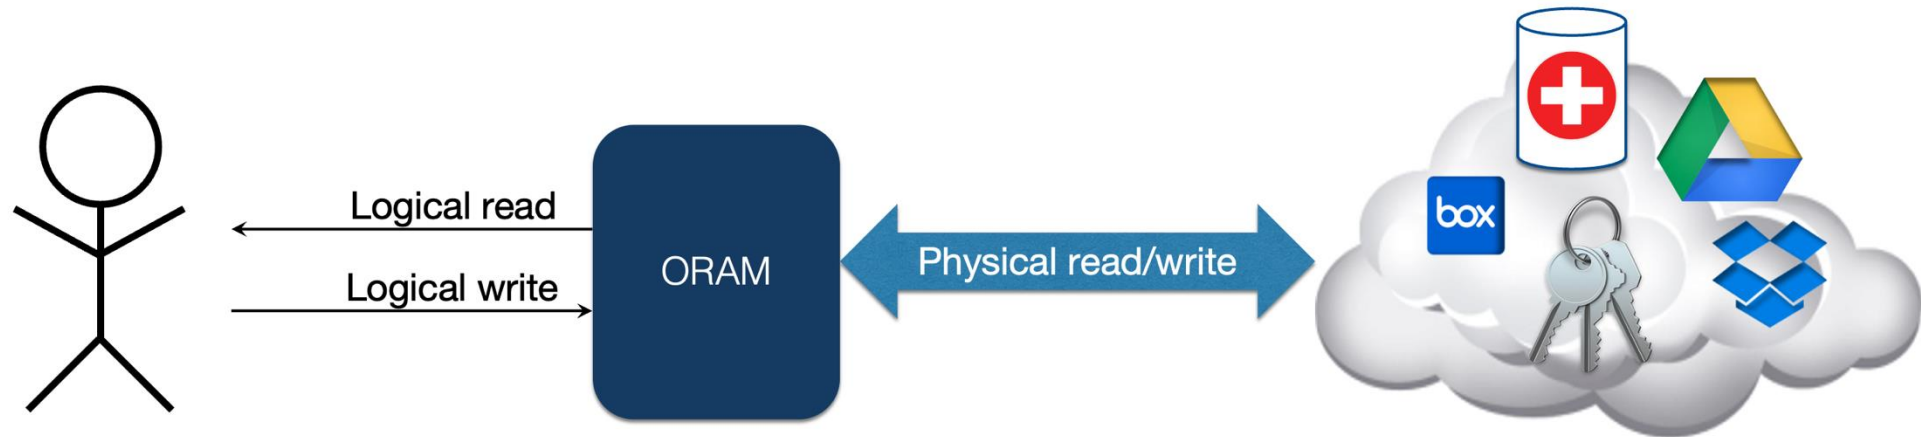 Logical read
Logical write
ORAM
Physical read/write
box